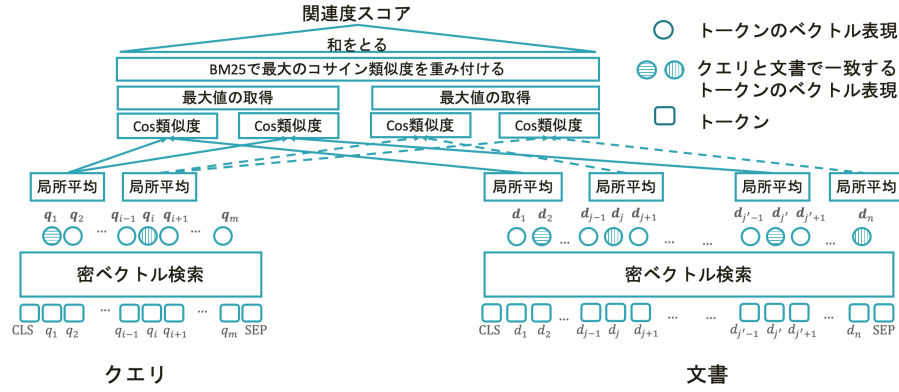 関連度スコア
和をとる
BM25で最大のコサイン類似度を重み付ける
最大値の取得 最大値の取得
Cos類似度 Cos類似度 Cos類似度 Cos類似度
トークンのベクトル表現
クエリと文書で一致する
トークンのベクトル表現
トークン
局所平均 局所平均 局所平均 局所平均 局所平均 局所平均
q1 q2 ... qi−1 qi qi+1 ... qm
d1 d2 ... dj−1 dj dj+1 ... ... dj′−1 dj′ dj′+1 ... dn
密ベクトル検索 密ベクトル検索
CLS q1 q2 ... qi−1 qi qi+1 ... qm SEP
CLS d1 d2 ... dj−1 dj dj+1 ... ... dj′−1 dj′ dj′+1 ... dn SEP
クエリ 文書